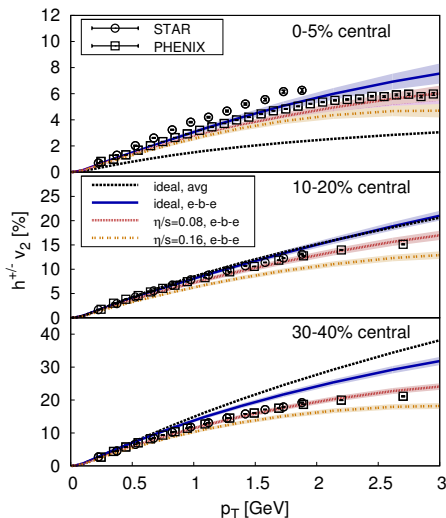 12
10
8
6
4
2
0
STAR
PHENIX
0-5% central
25
20
15
10
5
0
ideal, avg
ideal, e-b-e
η/s=0.08, e-b-e
η/s=0.16, e-b-e
10-20% central
h+/- v2 [%]
40
30
20
10
0
30-40% central
0 0.5 1 1.5 2 2.5 3
pT [GeV]